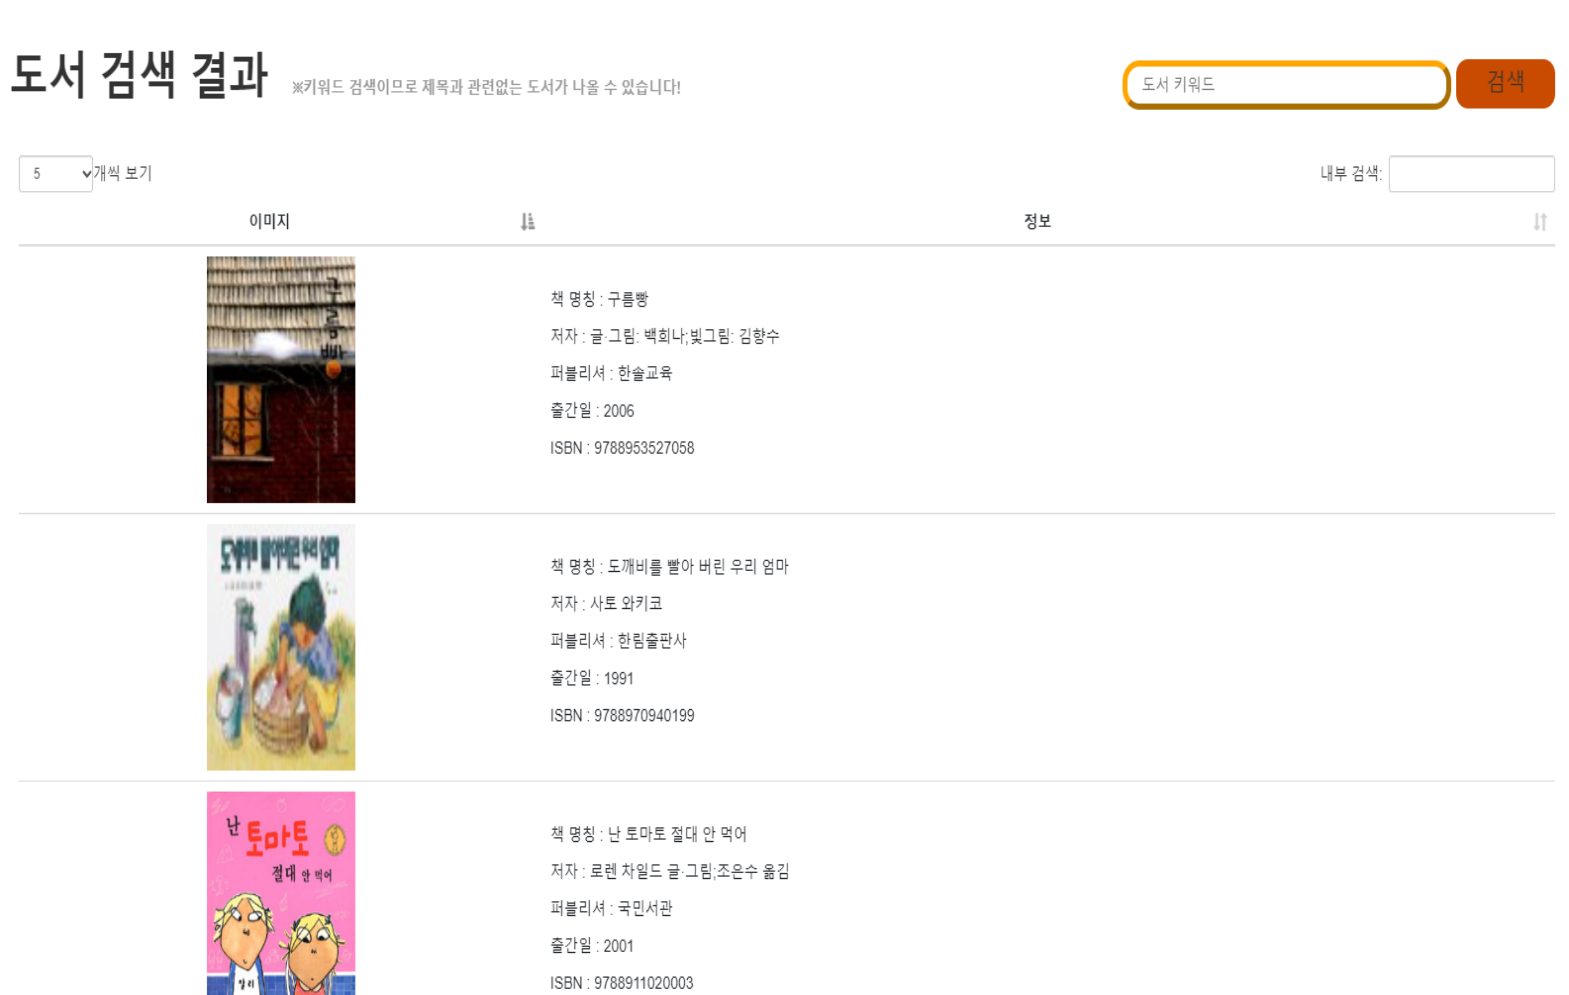 도서 검색 결과 ※키워드 검색이므로 제목과 관련없는 도서가 나올 수 있습니다!
도서 키워드 검색
5 개씩 보기 내부 검색:
이미지 정보
구름빵
책 명칭 : 구름빵
저자 : 글·그림: 백희나;빛그림: 김향수
퍼블리셔 : 한솔교육
출간일 : 2006
ISBN : 9788953527058
도깨비를 빨아버린 우리 엄마
책 명칭 : 도깨비를 빨아 버린 우리 엄마
저자 : 사토 와키코
퍼블리셔 : 한림출판사
출간일 : 1991
ISBN : 9788970940199
난 토마토
절대 안 먹어
책 명칭 : 난 토마토 절대 안 먹어
저자 : 로렌 차일드 글·그림;조은수 옮김
퍼블리셔 : 국민서관
출간일 : 2001
ISBN : 9788911020003